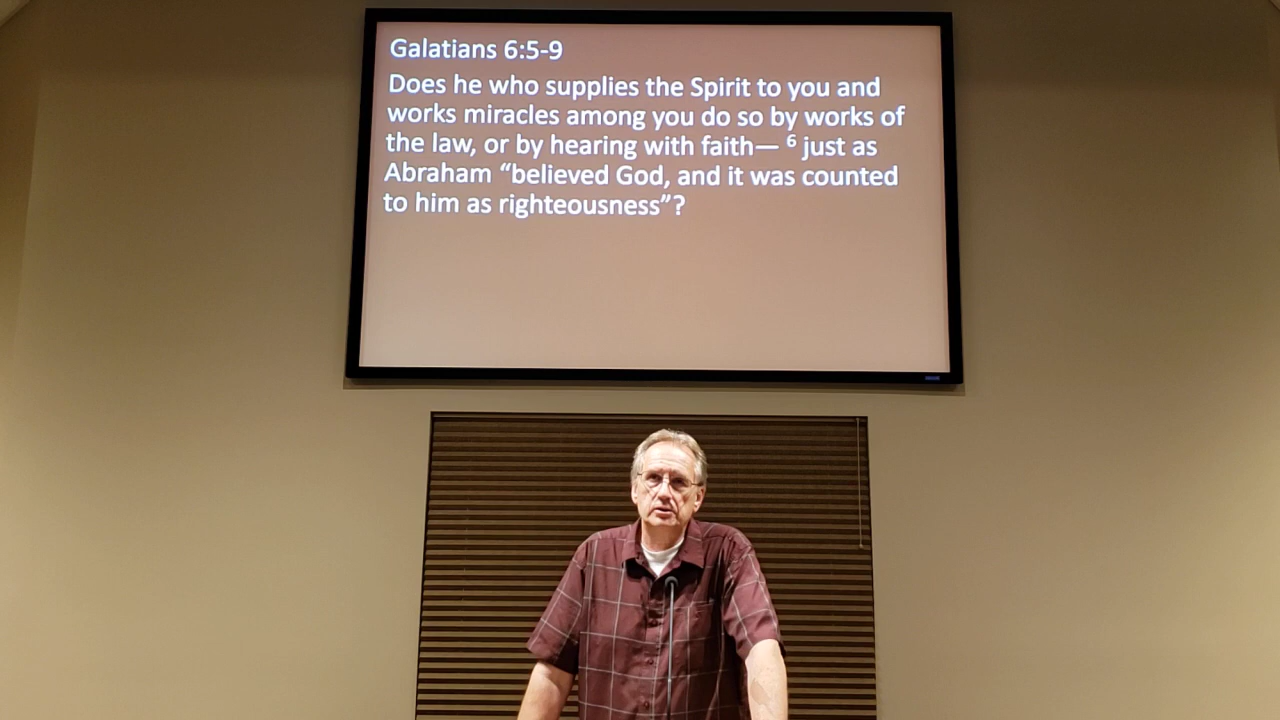 Galatians 6:5-9
Does he who supplies the Spirit to you and
works miracles among you do so by works of
the law, or by hearing with faith— ⁶ just as
Abraham “believed God, and it was counted
to him as righteousness”?